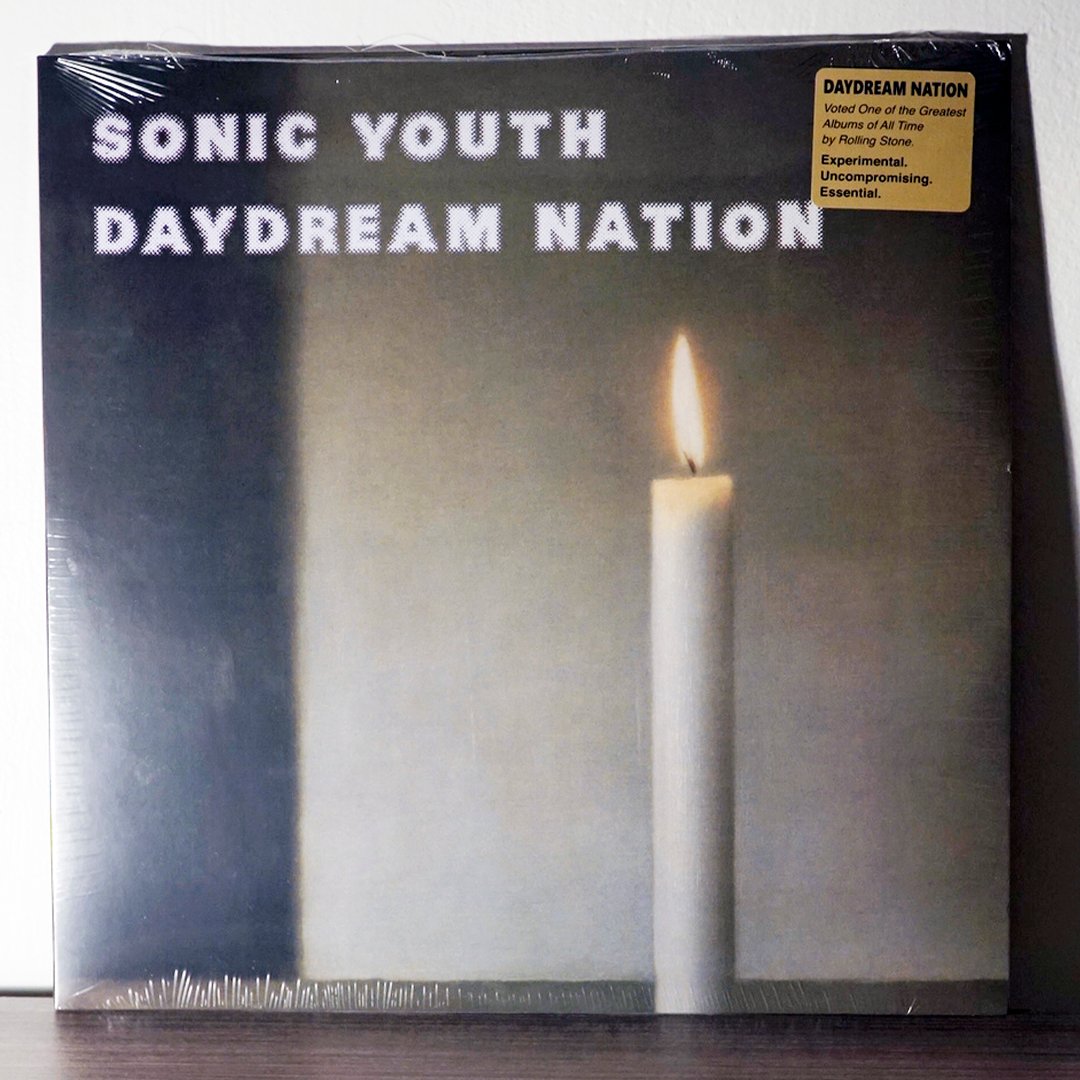 SONIC YOUTH
DAYDREAM NATION
DAYDREAM NATION
Voted One of the Greatest
Albums of All Time
by Rolling Stone.
Experimental.
Uncompromising.
Essential.